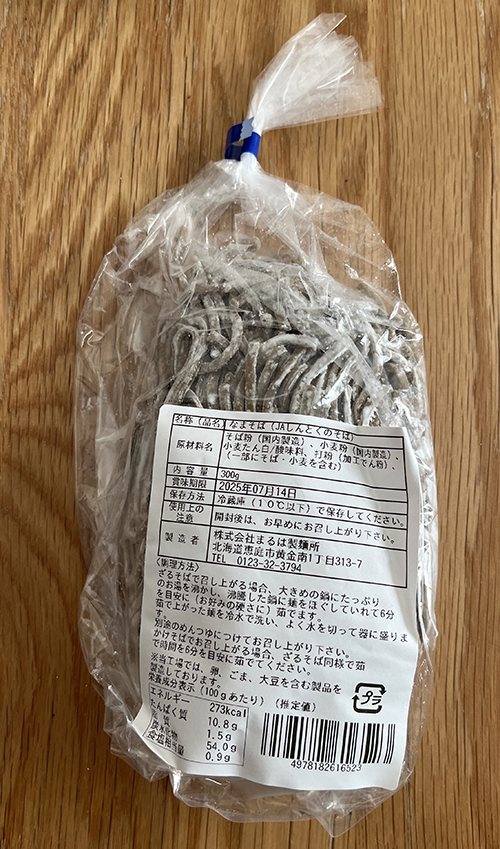 名称(品名) なまそば(JAしんとくのそば)
原材料名 そば粉(国内製造)、小麦粉(国内製造)、
小麦たん白/酸味料、打粉(加工でん粉)、
(一部にそば・小麦を含む)
内容量 300g
賞味期限 2025年07月14日
保存方法 冷蔵庫(10℃以下)で保存してください。
使用上の注意 開封後は、お早めにお召し上がり下さい。
製造者 株式会社まるは製麺所
北海道恵庭市黄金南1丁目313-7
TEL 0123-32-3794
〈調理方法〉
ざるそばで召し上がる場合、大きめの鍋にたっぷり
のお湯を沸かし、沸騰した鍋に麺をほぐしていれて6分
を目安に(お好みの硬さに)茹でます。
茹で上がった麺を冷水で洗い、よく水を切って器に盛りま
別途のめんつゆにつけてお召し上がり下さい。
かけそばでお召し上がる場合、ざるそば同様で茹
で時間を6分を目安に茹でてください。
※当工場では、卵、ごま、大豆を含む製品を
製造しております。
栄養成分表示(100gあたり)(推定値)
エネルギー 273kcal
たんぱく質 10.8g
脂質 1.5g
炭水化物 54.0g
食塩相当量 0.9g
プラ
4978182616523